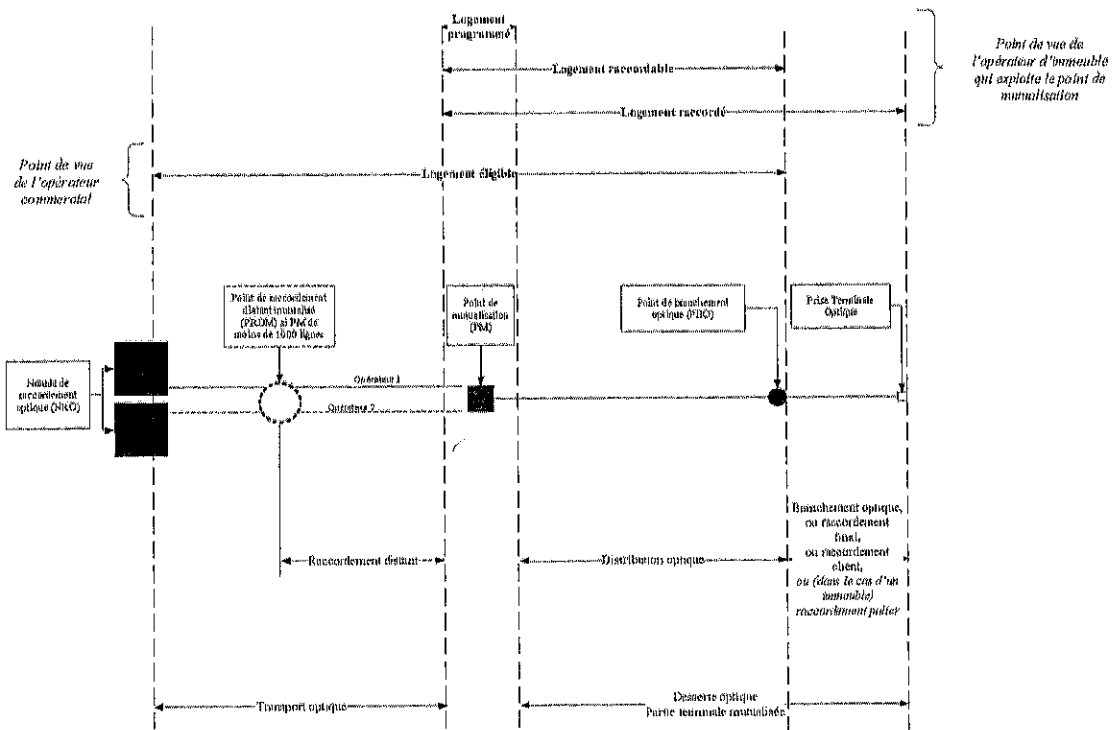 Logement
programmé
Logement raccordable
Logement raccordé
Point de vue de
l'opérateur d'immeuble
qui exploite le point de
mutualisation
Point de vue
de l'opérateur
commercial
Logement éligible
Point de raccordement
distant mutualisé
(PRDM) si PM de
moins de 1000 lignes
Point de
mutualisation
(PM)
Point de branchement
optique (PBO)
Prise Terminale
Optique
Nœuds de
raccordement
optique (NRO)
Opérateur 1
Opérateur 2
Raccordement distant
Distribution optique
Branchement optique,
ou raccordement
final,
ou raccordement
client,
ou (dans le cas d'un
immeuble)
raccordement palier
Transport optique
Desserte optique
Partie terminale mutualisée